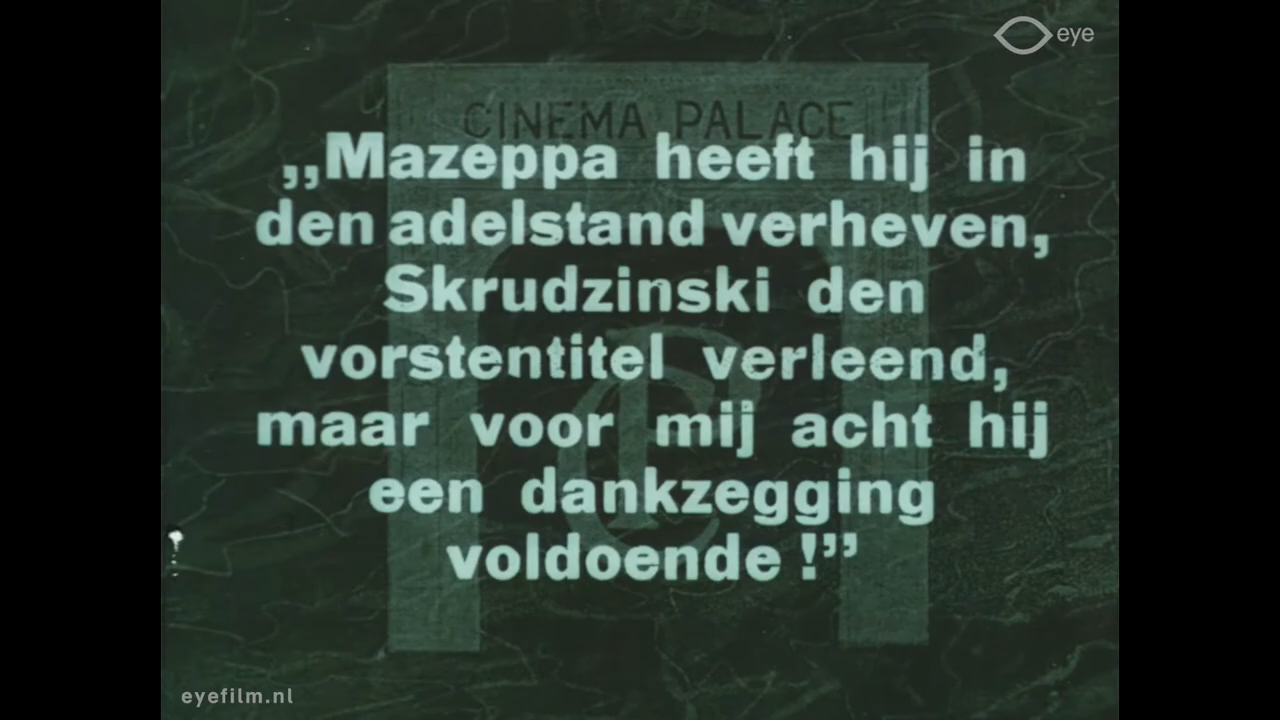 eye
CINEMA PALACE
„Mazeppa heeft hij in
den adelstand verheven,
Skrudzinski den
vorstentitel verleend,
maar voor mij acht hij
een dankzegging
voldoende !”
eyefilm.nl